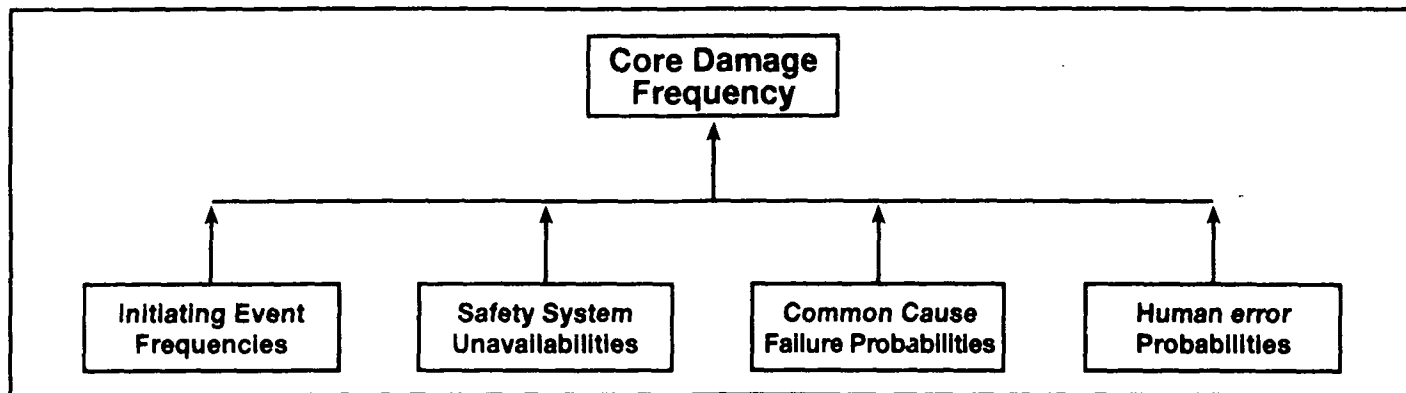 Core Damage
Frequency
Initiating Event
Frequencies
Safety System
Unavailabilities
Common Cause
Failure Probabilities
Human error
Probabilities